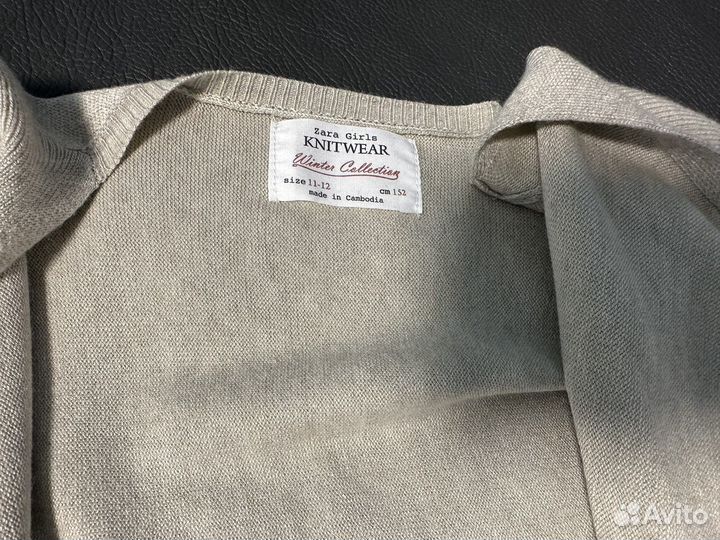 Zara Girls
KNITWEAR
Winter Collection
size 11-12 cm 152
made in Cambodia
Avito